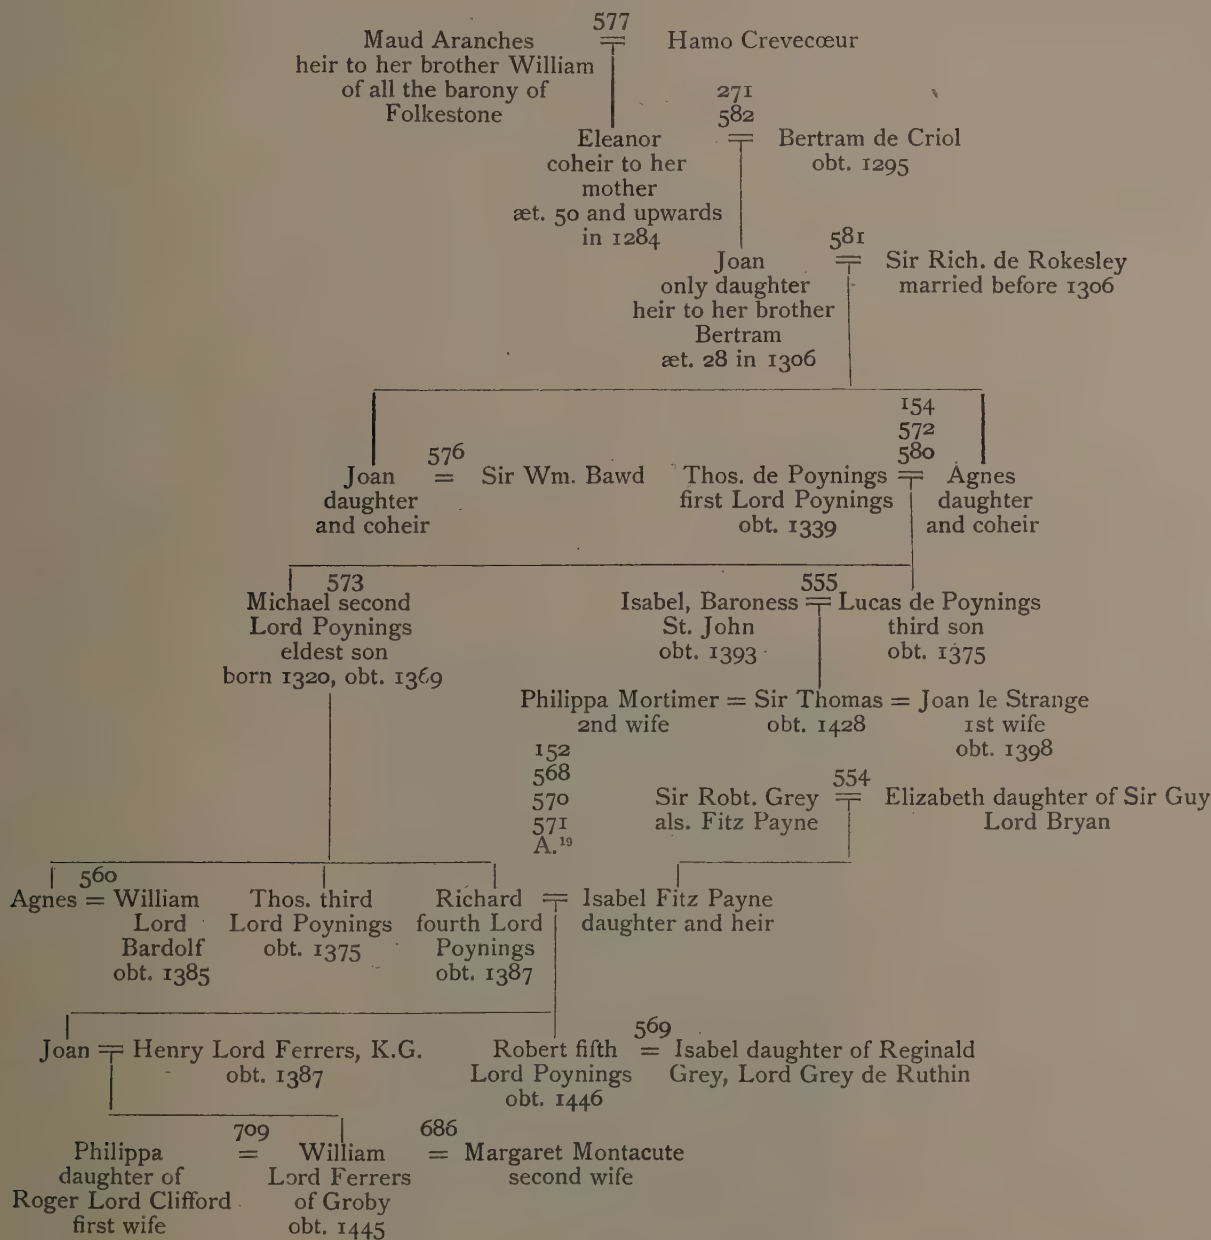 577
Maud Aranches = Hamo Crevecœur
heir to her brother William
of all the barony of
Folkestone
271
582
Eleanor = Bertram de Criol
coheir to her obt. 1295
mother
æt. 50 and upwards
in 1284
581
Joan = Sir Rich. de Rokesley
only daughter married before 1306
heir to her brother
Bertram
æt. 28 in 1306
154
572
576 580
Joan = Sir Wm. Bawd Thos. de Poynings = Agnes
daughter first Lord Poynings daughter
and coheir obt. 1339 and coheir
573 555
Michael second Isabel, Baroness = Lucas de Poynings
Lord Poynings St. John third son
eldest son obt. 1393 obt. 1375
born 1320, obt. 1369
Philippa Mortimer = Sir Thomas = Joan le Strange
2nd wife obt. 1428 1st wife
obt. 1398
152
568
570
571
A.¹⁹
554
Sir Robt. Grey = Elizabeth daughter of Sir Guy
als. Fitz Payne Lord Bryan
560
Agnes = William Thos. third Richard = Isabel Fitz Payne
Lord Lord Poynings fourth Lord daughter and heir
Bardolf obt. 1375 Poynings
obt. 1385 obt. 1387
569
Joan = Henry Lord Ferrers, K.G. Robert fifth = Isabel daughter of Reginald
obt. 1387 Lord Poynings Grey, Lord Grey de Ruthin
obt. 1446
709 686
Philippa = William = Margaret Montacute
daughter of Lord Ferrers second wife
Roger Lord Clifford of Groby
first wife obt. 1445